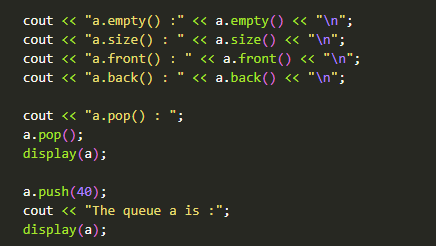 cout << "a.empty() :" << a.empty() << "\n";
cout << "a.size() : " << a.size() << "\n";
cout << "a.front() : " << a.front() << "\n";
cout << "a.back() : " << a.back() << "\n";
cout << "a.pop() : ";
a.pop();
display(a);
a.push(40);
cout << "The queue a is :";
display(a);